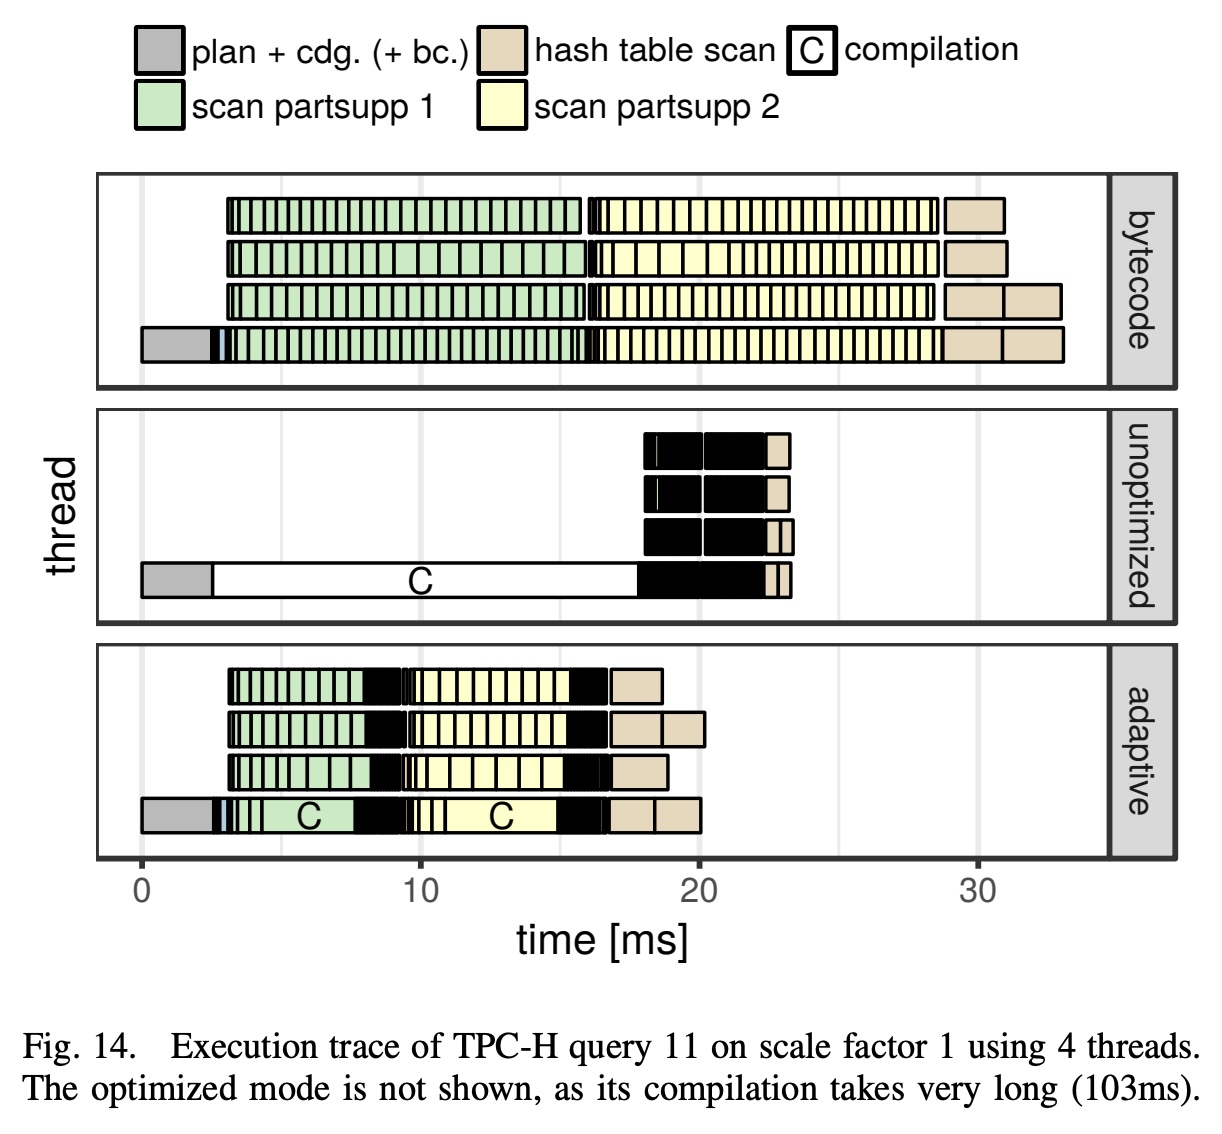 plan + cdg. (+ bc.) hash table scan C compilation
scan partsupp 1 scan partsupp 2
bytecode
unoptimized
adaptive
thread
C
C C
0 10 20 30
time [ms]
Fig. 14. Execution trace of TPC-H query 11 on scale factor 1 using 4 threads.
The optimized mode is not shown, as its compilation takes very long (103ms).